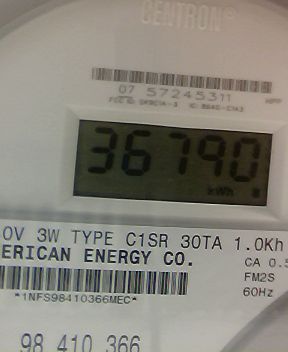 CENTRON®
07 57245311
36790
kWh
0V 3W TYPE C1SR 30TA 1.0Kh
ERICAN ENERGY CO.
CA 0.5
FM2S
*1NFS98410366MEC*
60Hz
98 410 366